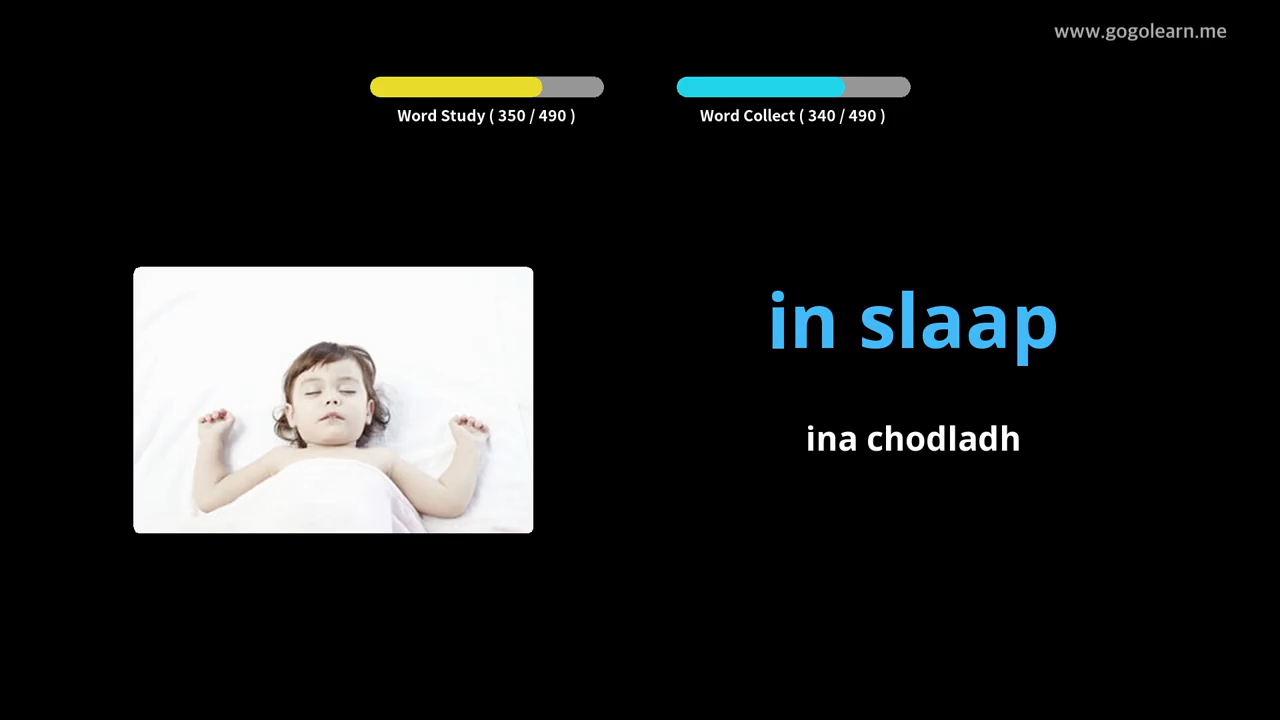 www.gogolearn.me
Word Study ( 350 / 490 )
Word Collect ( 340 / 490 )
in slaap
ina chodladh